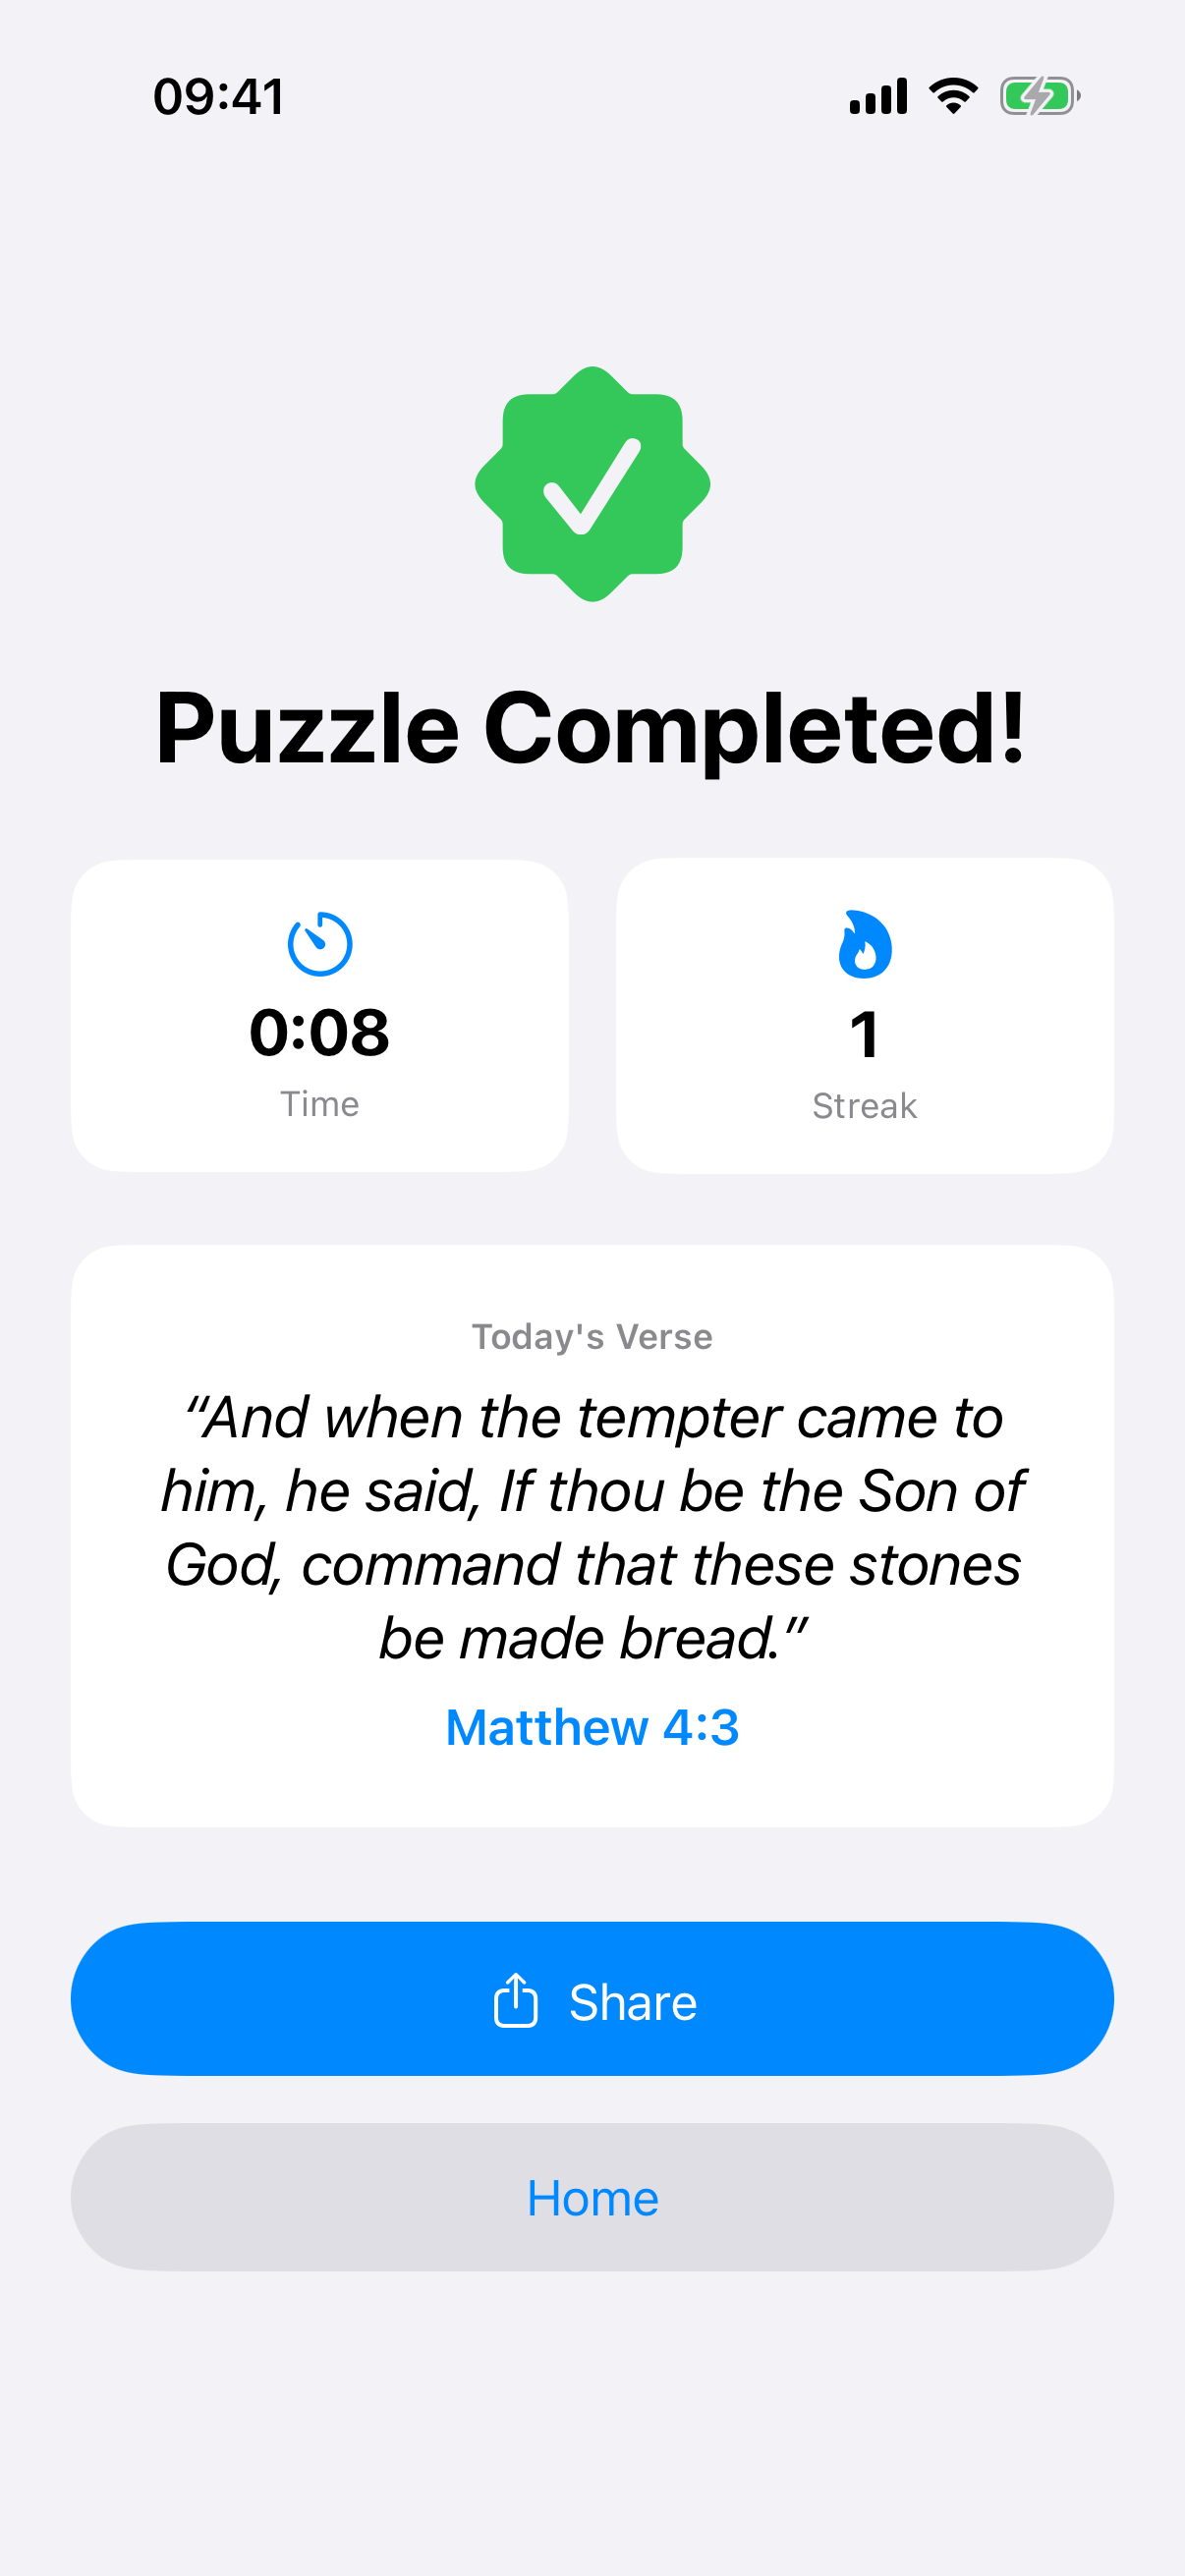 09:41
Puzzle Completed!
0:08
Time
1
Streak
Today's Verse
“And when the tempter came to
him, he said, If thou be the Son of
God, command that these stones
be made bread.”
Matthew 4:3
Share
Home